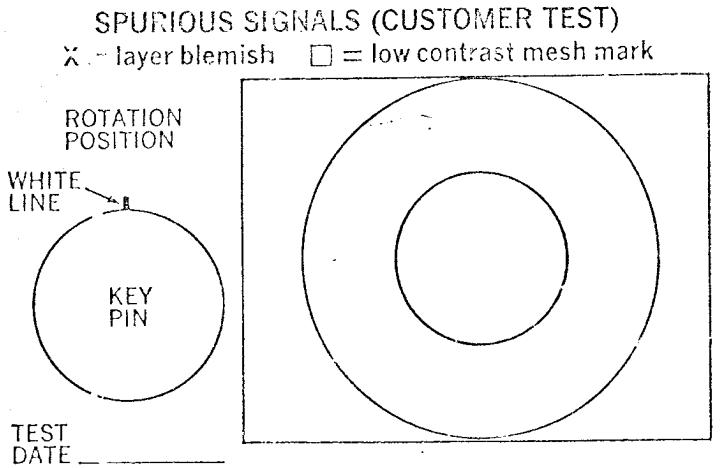 SPURIOUS SIGNALS (CUSTOMER TEST)
X - layer blemish □ = low contrast mesh mark
ROTATION
POSITION
WHITE
LINE
KEY
PIN
TEST
DATE